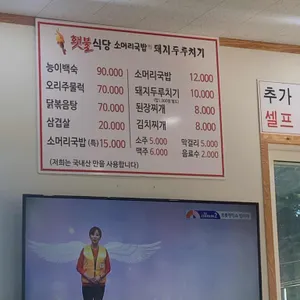 횃불식당 소머리국밥 돼지두루치기
능이백숙 90.000
오리주물럭 70.000
닭볶음탕 70.000
삼겹살 20.000
소머리국밥 (특) 15.000
(저희는 국내산 만을 사용합니다)
소머리국밥 12.000
돼지두루치기 10.000
된장찌개 8.000
김치찌개 8.000
소주 5.000 막걸리 5.000
맥주 6.000 음료수 2.000
추가
셀프